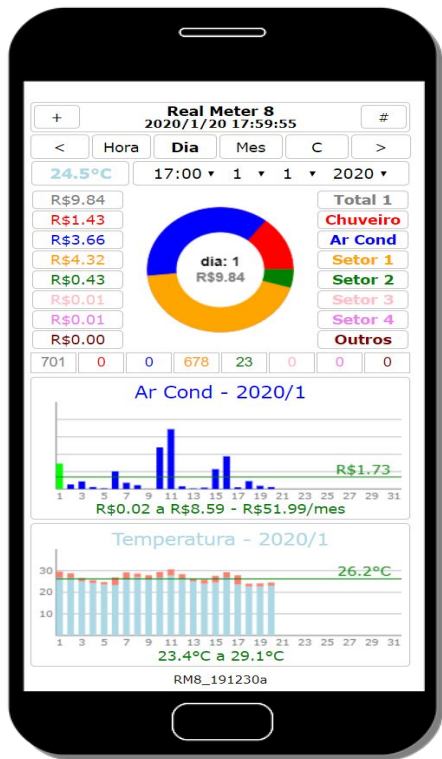 + Real Meter 8 #
2020/1/20 17:59:55
< Hora Dia Mes C >
24.5°C 17:00 ▾ 1 ▾ 1 ▾ 2020 ▾
R$9.84 Total 1
R$1.43 Chuveiro
R$3.66 Ar Cond
R$4.32 Setor 1
R$0.43 Setor 2
R$0.01 Setor 3
R$0.01 Setor 4
R$0.00 Outros
dia: 1
R$9.84
701 0 0 678 23 0 0 0
Ar Cond - 2020/1
R$1.73
1 3 5 7 9 11 13 15 17 19 21 23 25 27 29 31
R$0.02 a R$8.59 - R$51.99/mes
Temperatura - 2020/1
30
26.2°C
20
10
1 3 5 7 9 11 13 15 17 19 21 23 25 27 29 31
23.4°C a 29.1°C
RM8_191230a